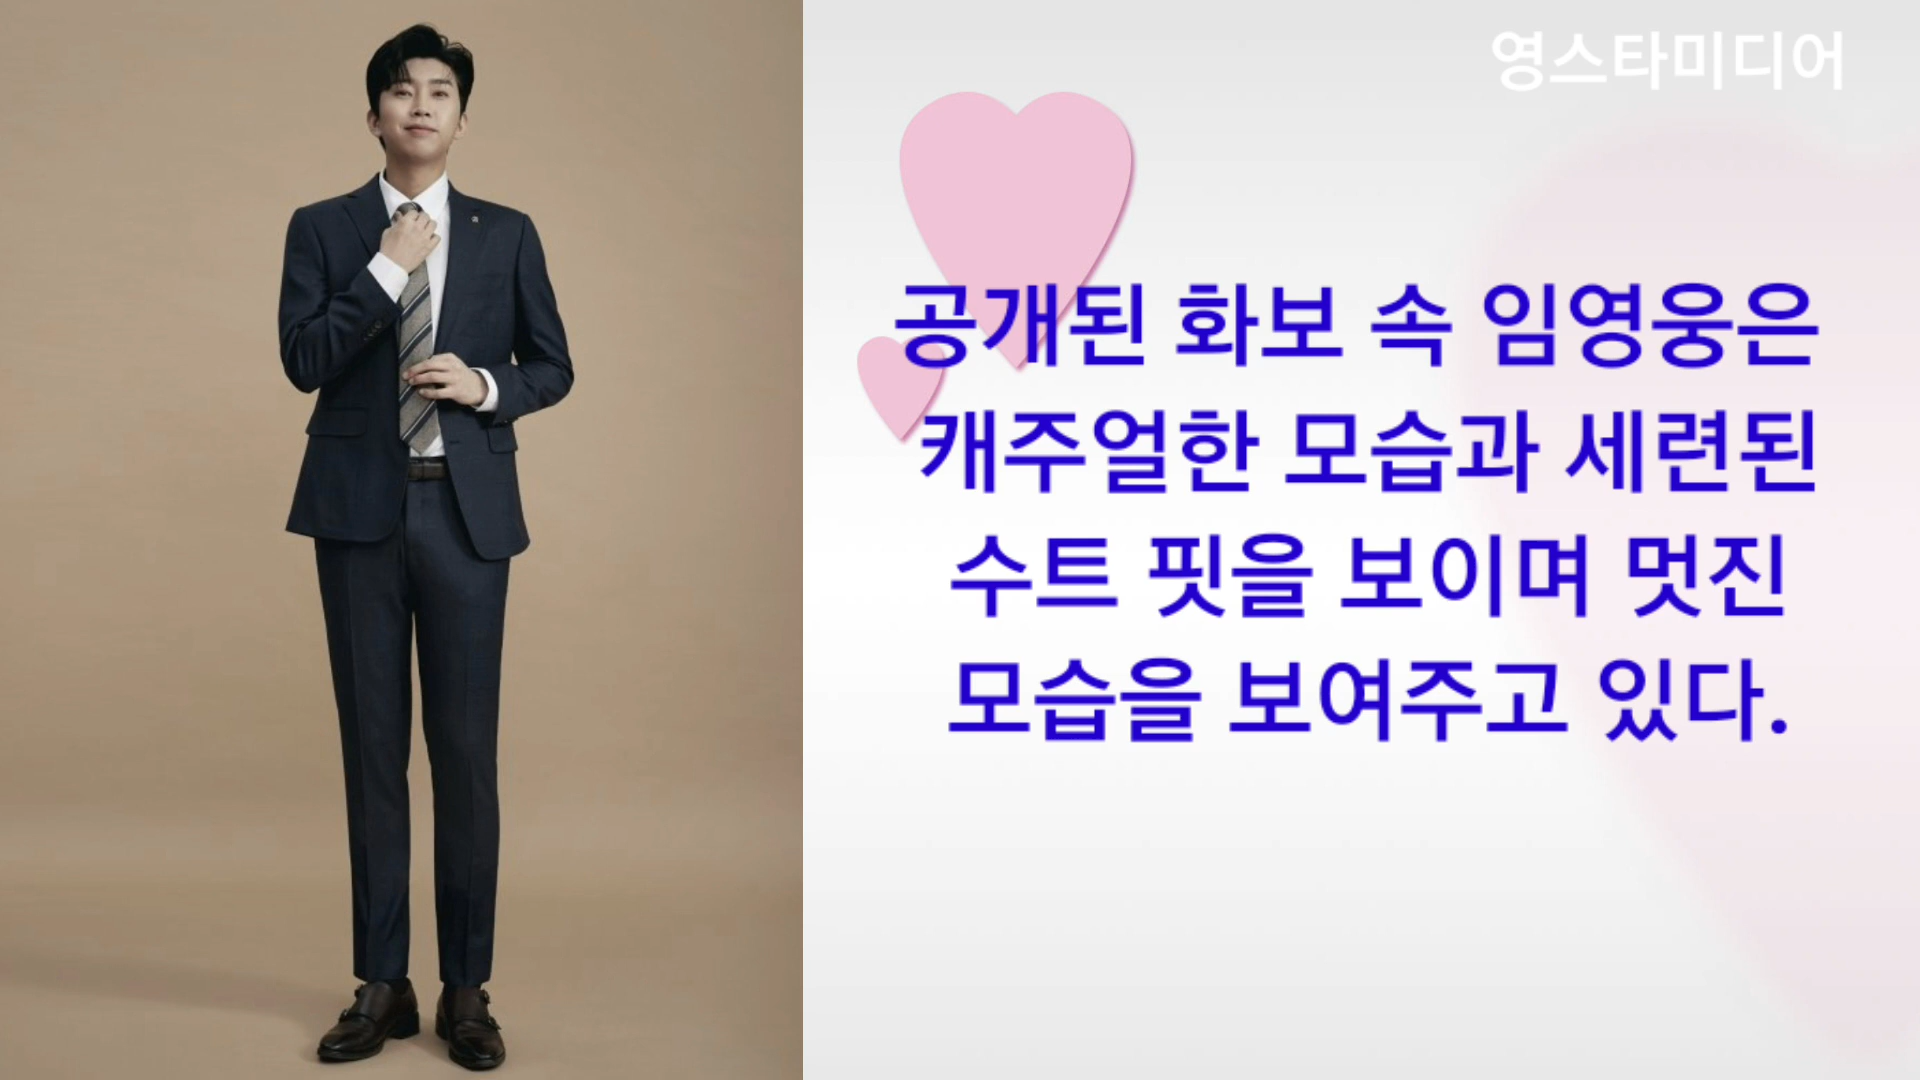 영스타미디어
공개된 화보 속 임영웅은
캐주얼한 모습과 세련된
수트 핏을 보이며 멋진
모습을 보여주고 있다.